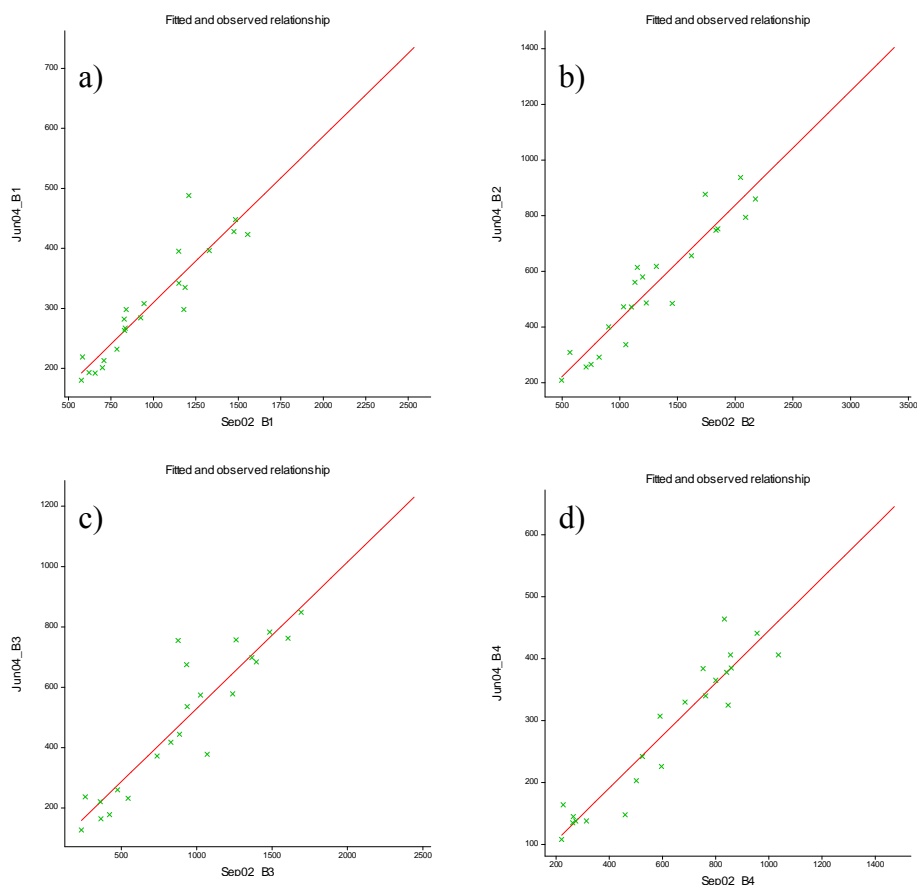 Fitted and observed relationship
a)
700
600
500
400
300
200
Jun04_B1
500 750 1000 1250 1500 1750 2000 2250 2500
Sep02_B1
Fitted and observed relationship
b)
1400
1200
1000
800
600
400
200
Jun04_B2
500 1000 1500 2000 2500 3000 3500
Sep02_B2
Fitted and observed relationship
c)
1200
1000
800
600
400
200
Jun04_B3
500 1000 1500 2000 2500
Sep02_B3
Fitted and observed relationship
d)
600
500
400
300
200
100
Jun04_B4
200 400 600 800 1000 1200 1400
Sep02_B4